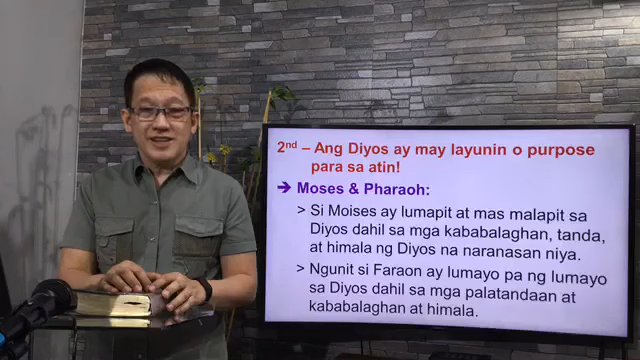 2nd – Ang Diyos ay may layunin o purpose
para sa atin!
➔ Moses & Pharaoh:
> Si Moises ay lumapit at mas malapit sa
Diyos dahil sa mga kababalaghan, tanda,
at himala ng Diyos na naranasan niya.
> Ngunit si Faraon ay lumayo pa ng lumayo
sa Diyos dahil sa mga palatandaan at
kababalaghan at himala.